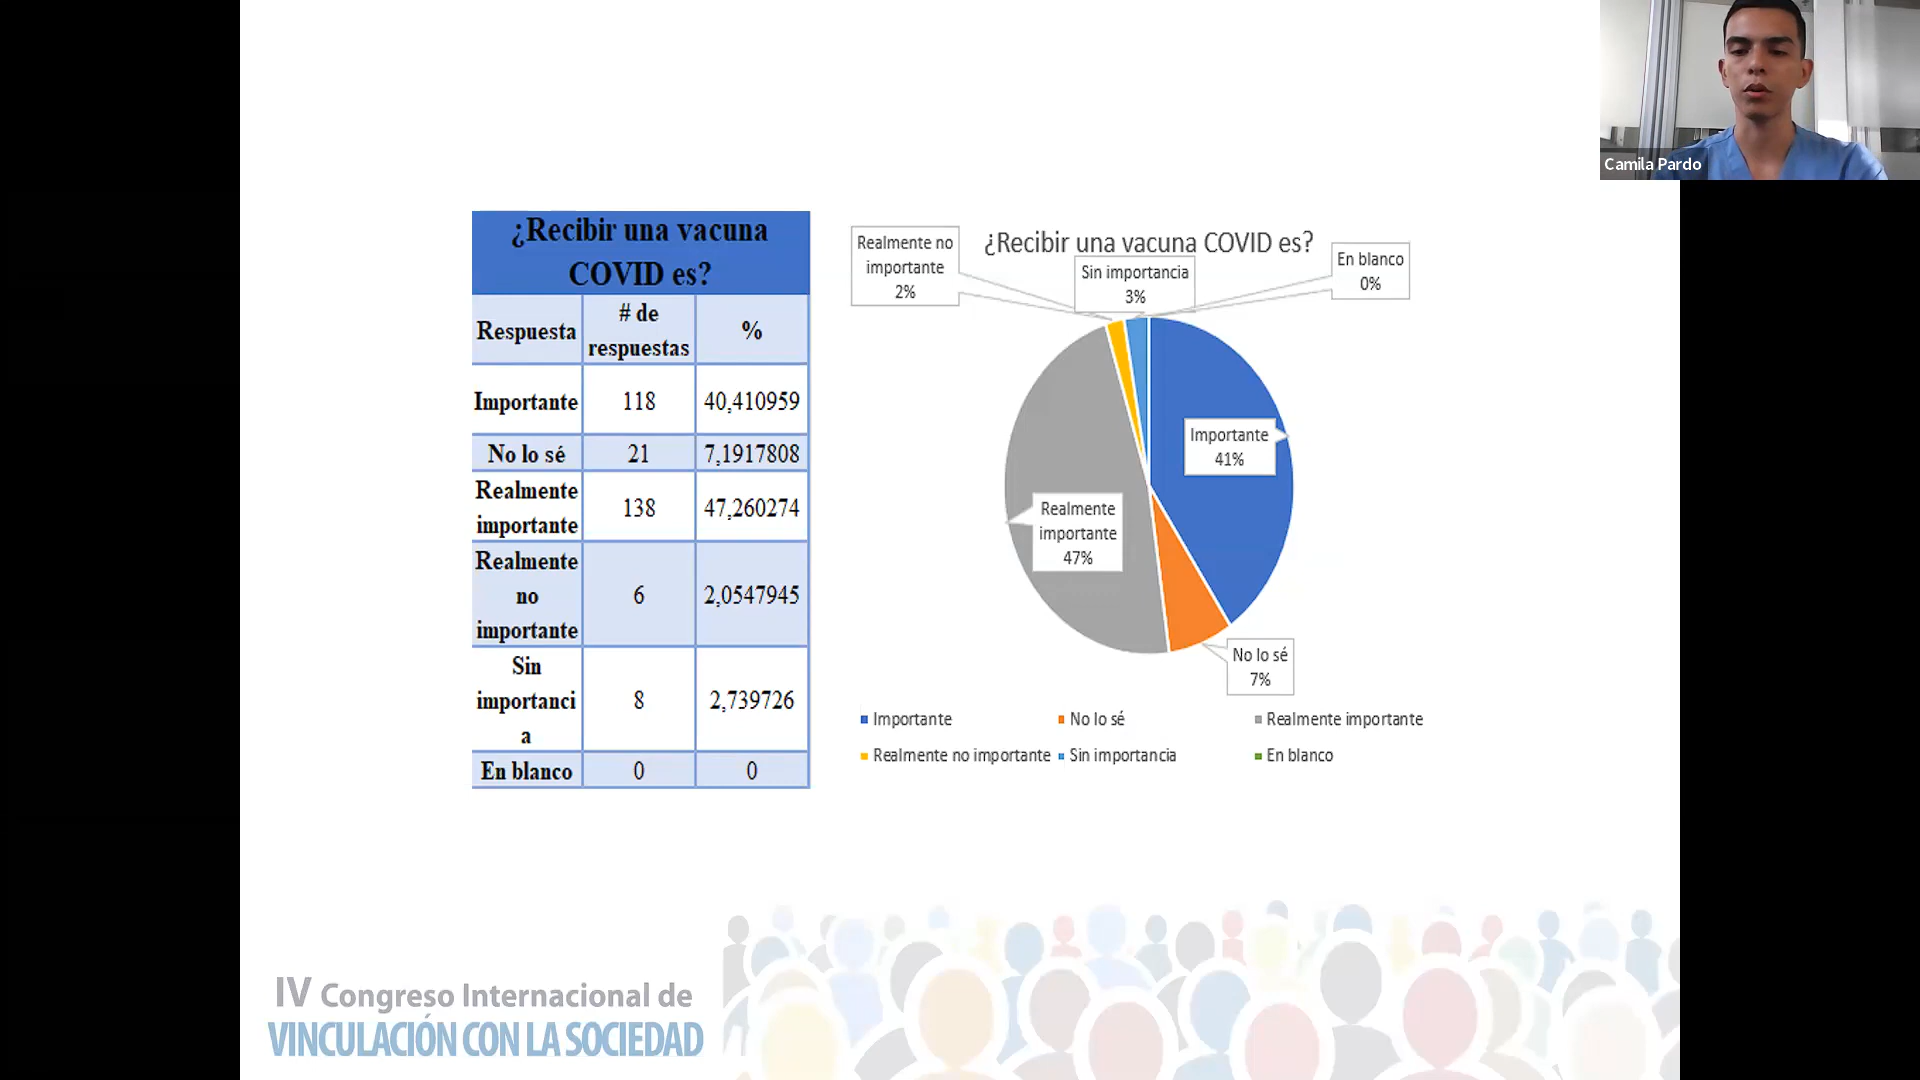 Camila Pardo
¿Recibir una vacuna
COVID es?
Respuesta
# de
respuestas
%
Importante
118
40,410959
No lo sé
21
7,1917808
Realmente
importante
138
47,260274
Realmente
no
importante
6
2,0547945
Sin
importanci
a
8
2,739726
En blanco
0
0
¿Recibir una vacuna COVID es?
Realmente no
importante
2%
Sin importancia
3%
En blanco
0%
Importante
41%
Realmente
importante
47%
No lo sé
7%
Importante
No lo sé
Realmente importante
Realmente no importante
Sin importancia
En blanco
IV Congreso Internacional de
VINCULACIÓN CON LA SOCIEDAD